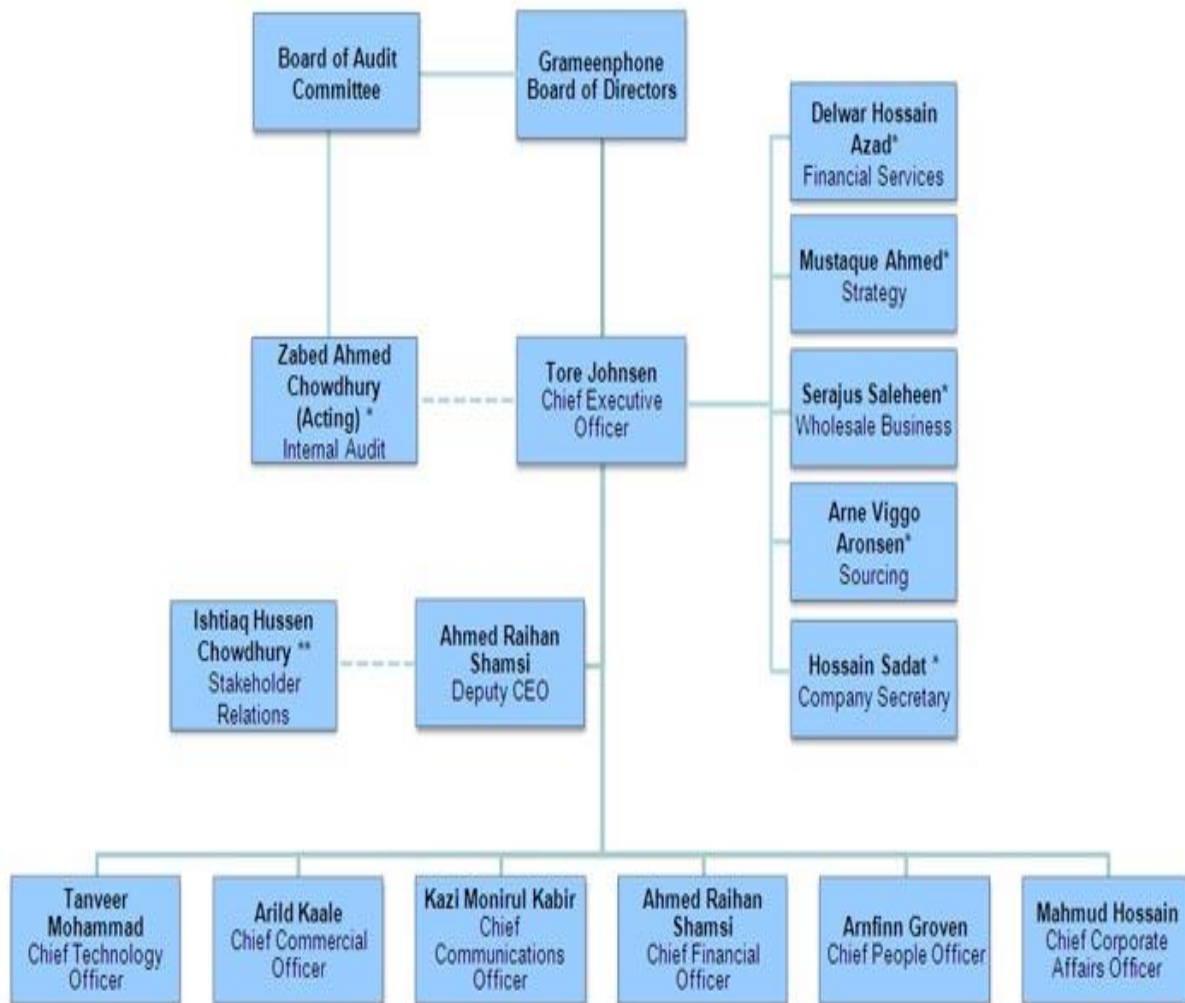 Board of Audit
Committee
Grameenphone
Board of Directors
Delwar Hossain
Azad*
Financial Services
Mustaque Ahmed*
Strategy
Zabed Ahmed
Chowdhury
(Acting) *
Internal Audit
Tore Johnsen
Chief Executive
Officer
Serajus Saleheen*
Wholesale Business
Arne Viggo
Aronsen*
Sourcing
Ishtiaq Hussen
Chowdhury **
Stakeholder
Relations
Ahmed Raihan
Shamsi
Deputy CEO
Hossain Sadat *
Company Secretary
Tanveer
Mohammad
Chief Technology
Officer
Arild Kaale
Chief Commercial
Officer
Kazi Monirul Kabir
Chief
Communications
Officer
Ahmed Raihan
Shamsi
Chief Financial
Officer
Arnfinn Groven
Chief People Officer
Mahmud Hossain
Chief Corporate
Affairs Officer